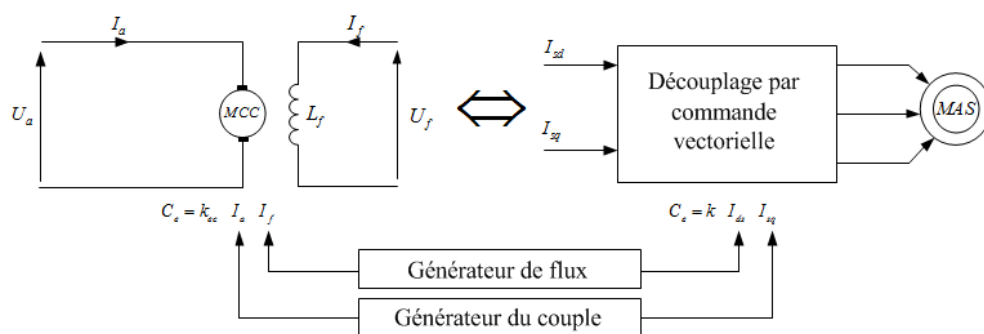 I_a
I_f
U_a
MCC
L_f
U_f
I_sd
I_sq
Découplage par
commande
vectorielle
MAS
C_e = k_ee I_a I_f
C_e = k I_ds I_sq
Générateur de flux
Générateur du couple